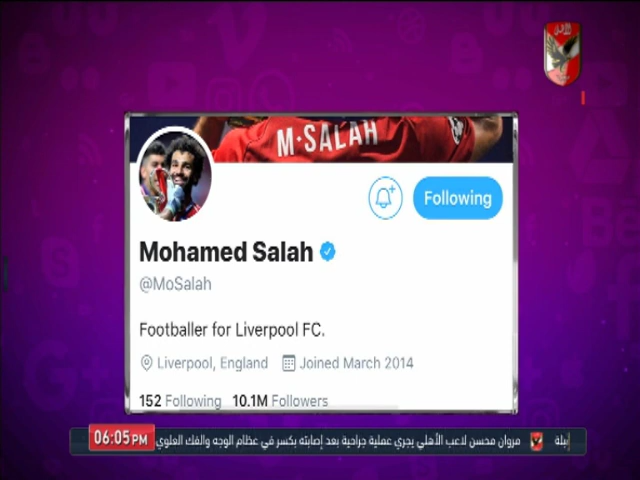 M·SALAH
Following
Mohamed Salah
@MoSalah
Footballer for Liverpool FC.
Liverpool, England Joined March 2014
152 Following 10.1M Followers
06:05 PM
مروان محسن لاعب الأهلي يجري عملية جراحية بعد إصابته بكسر في عظام الوجه والفك العلوي